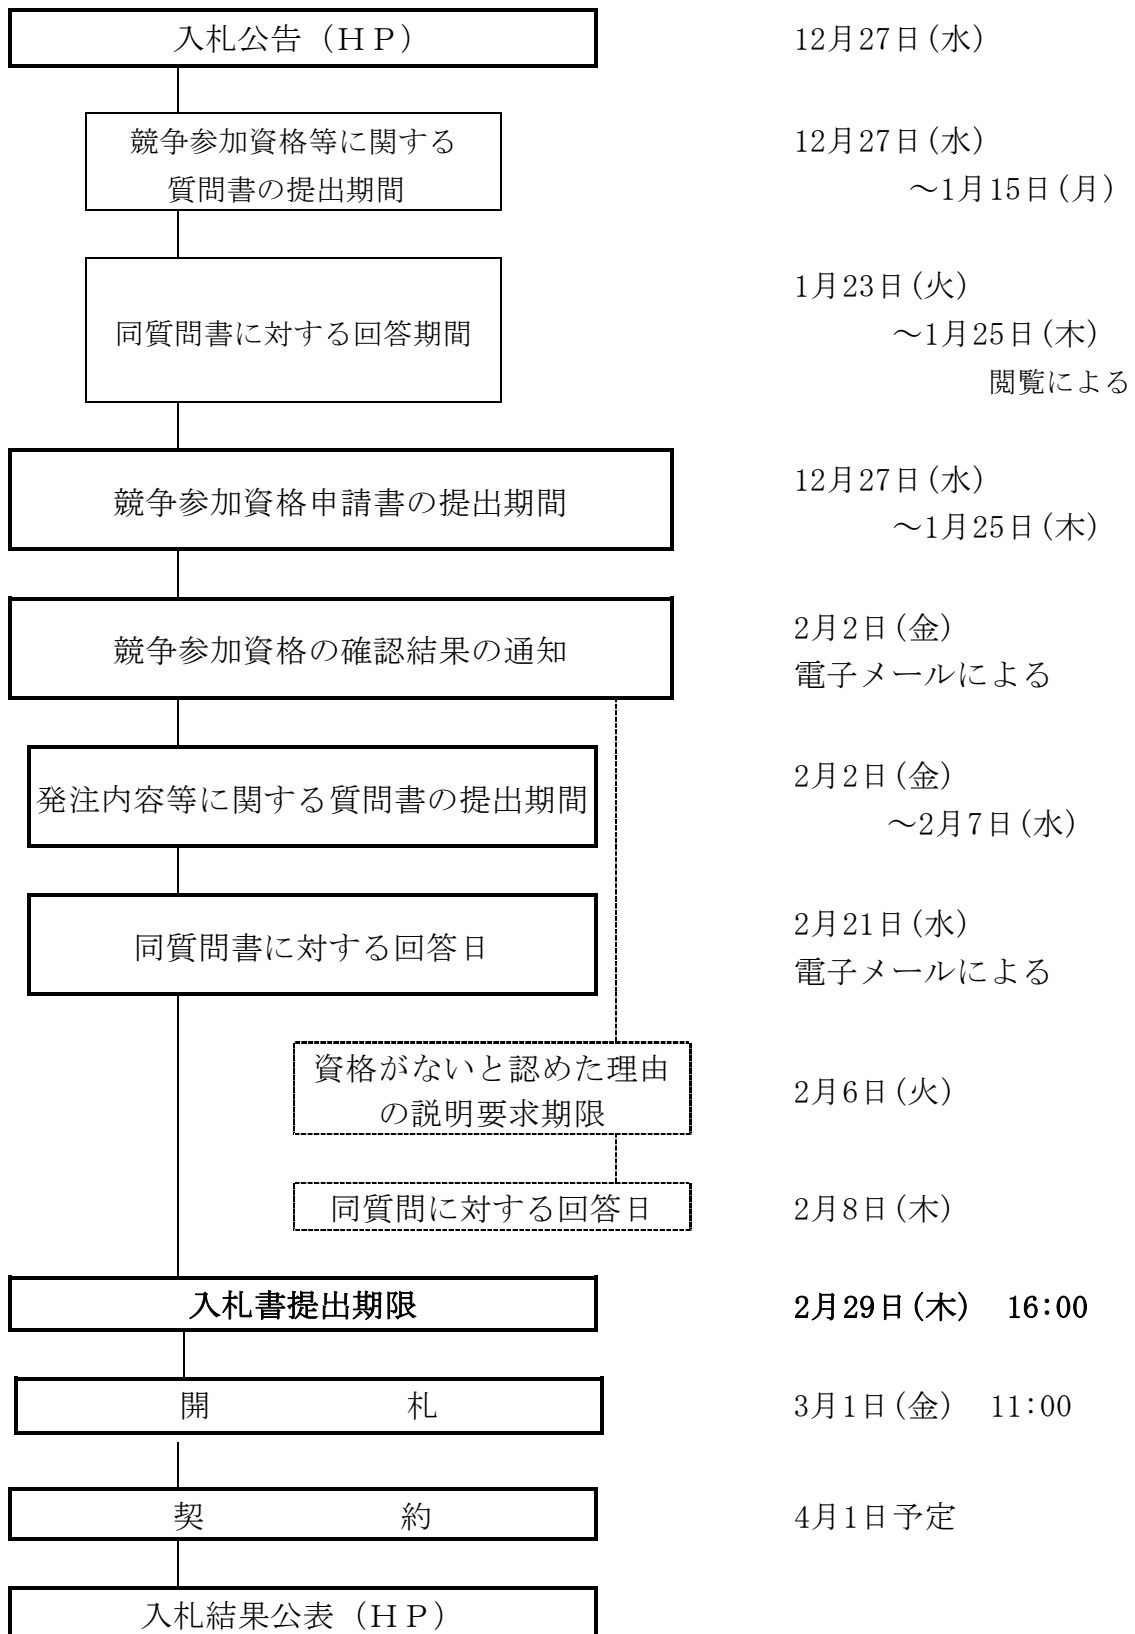 入札公告（ＨＰ） 12月27日(水)
競争参加資格等に関する 12月27日(水)
質問書の提出期間 ～1月15日(月)
1月23日(火)
同質問書に対する回答期間 ～1月25日(木)
閲覧による
競争参加資格申請書の提出期間 12月27日(水)
～1月25日(木)
競争参加資格の確認結果の通知 2月2日(金)
電子メールによる
発注内容等に関する質問書の提出期間 2月2日(金)
～2月7日(水)
同質問書に対する回答日 2月21日(水)
電子メールによる
資格がないと認めた理由
の説明要求期限 2月6日(火)
同質問に対する回答日 2月8日(木)
入札書提出期限 2月29日(木) 16:00
開札 3月1日(金) 11:00
契約 4月1日予定
入札結果公表（ＨＰ）